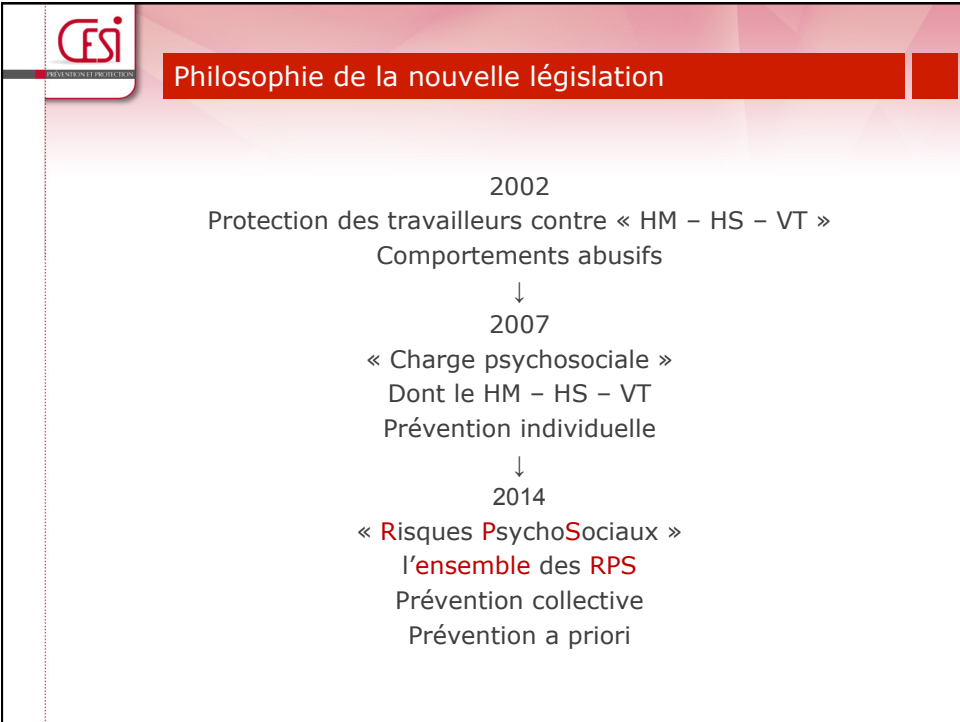 CESI
PRÉVENTION ET PROTECTION
Philosophie de la nouvelle législation
2002
Protection des travailleurs contre « HM – HS – VT »
Comportements abusifs
↓
2007
« Charge psychosociale »
Dont le HM – HS – VT
Prévention individuelle
↓
2014
« Risques PsychoSociaux »
l’ensemble des RPS
Prévention collective
Prévention a priori